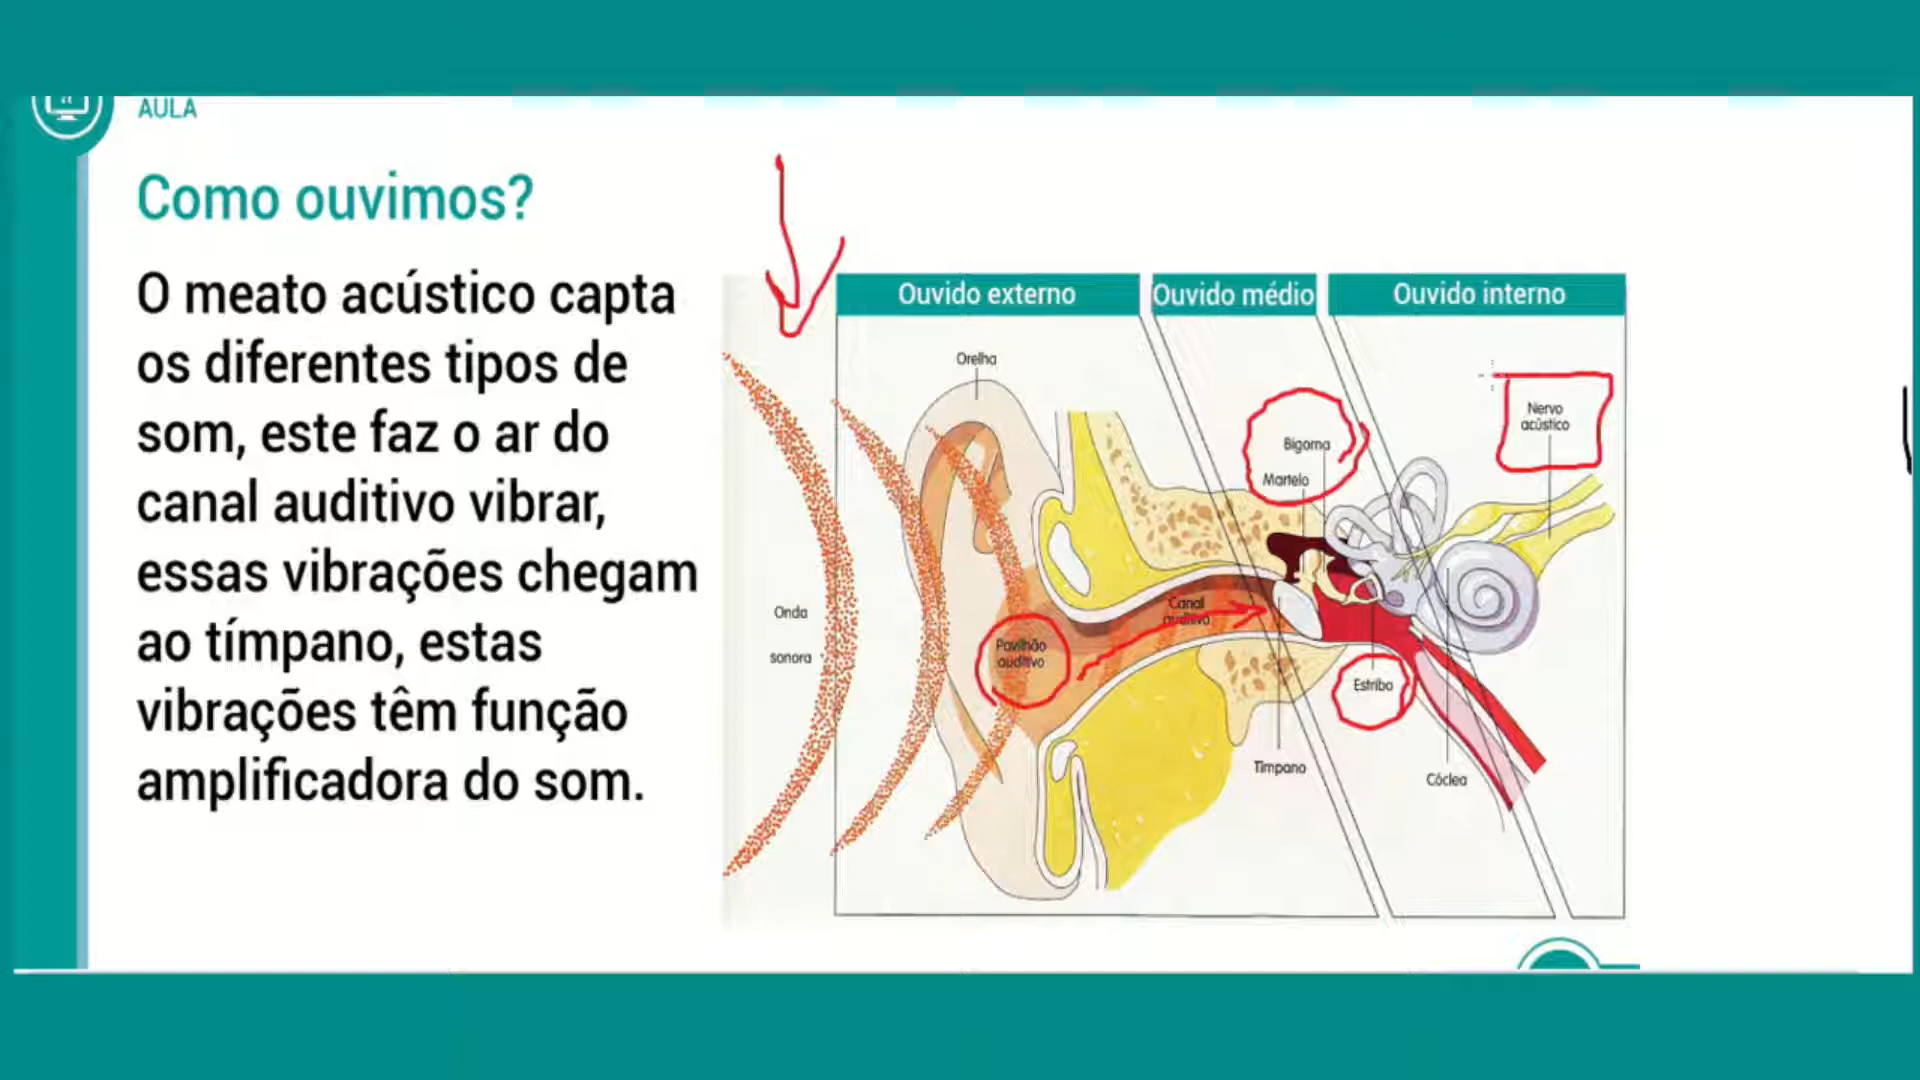 AULA
Como ouvimos?
O meato acústico capta
os diferentes tipos de
som, este faz o ar do
canal auditivo vibrar,
essas vibrações chegam
ao tímpano, estas
vibrações têm função
amplificadora do som.
Ouvido externo
Ouvido médio
Ouvido interno
Orelha
Bigorna
Martelo
Nervo
acústico
Onda
sonora
Pavilhão
auditivo
Canal
auditivo
Estribo
Tímpano
Cóclea